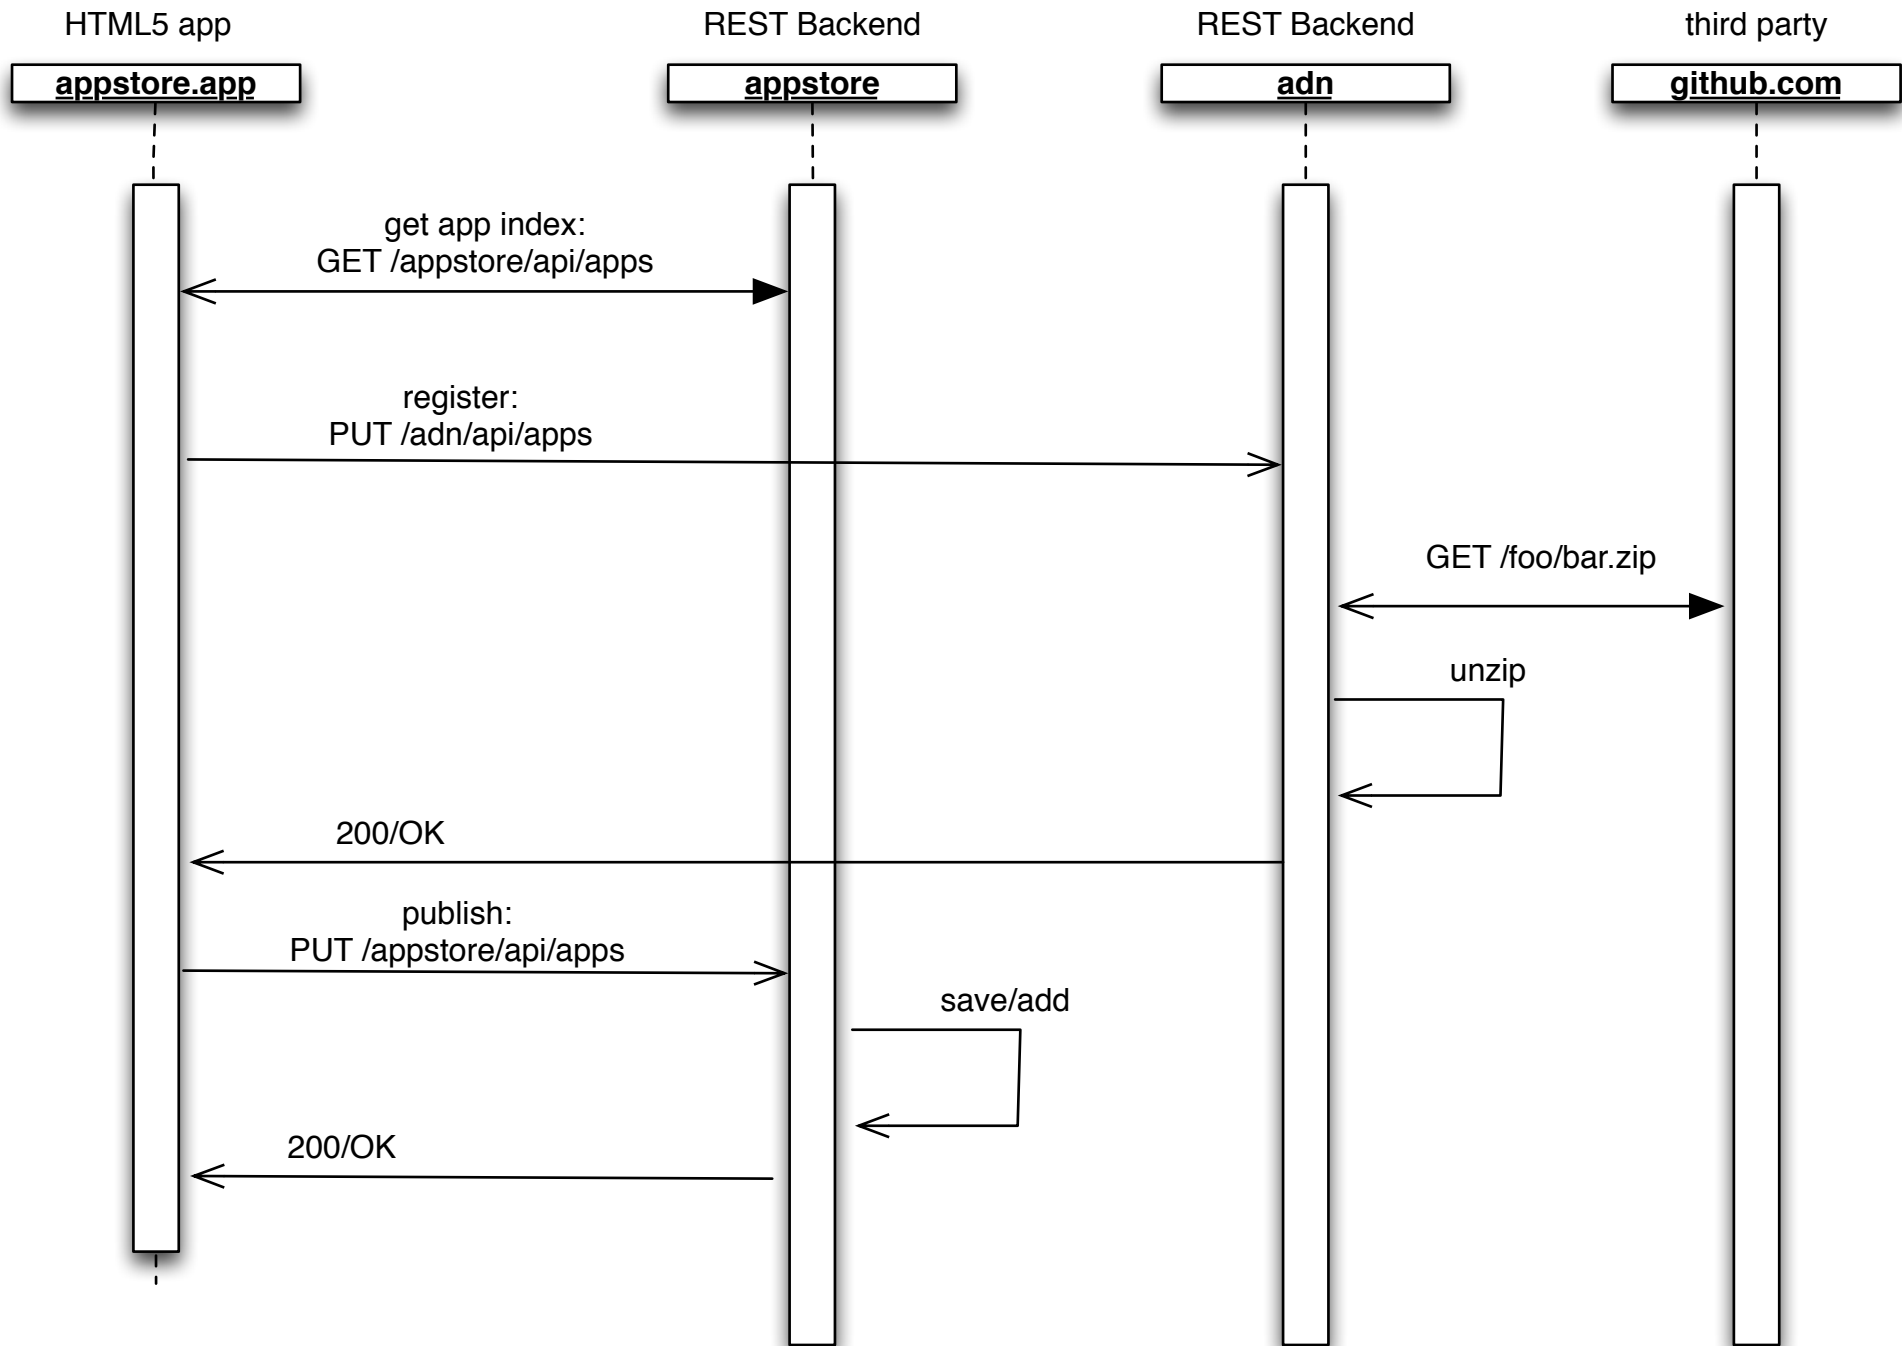 HTML5 app
REST Backend
REST Backend
third party
appstore.app
appstore
adn
github.com
get app index:
GET /appstore/api/apps
register:
PUT /adn/api/apps
GET /foo/bar.zip
unzip
200/OK
publish:
PUT /appstore/api/apps
save/add
200/OK